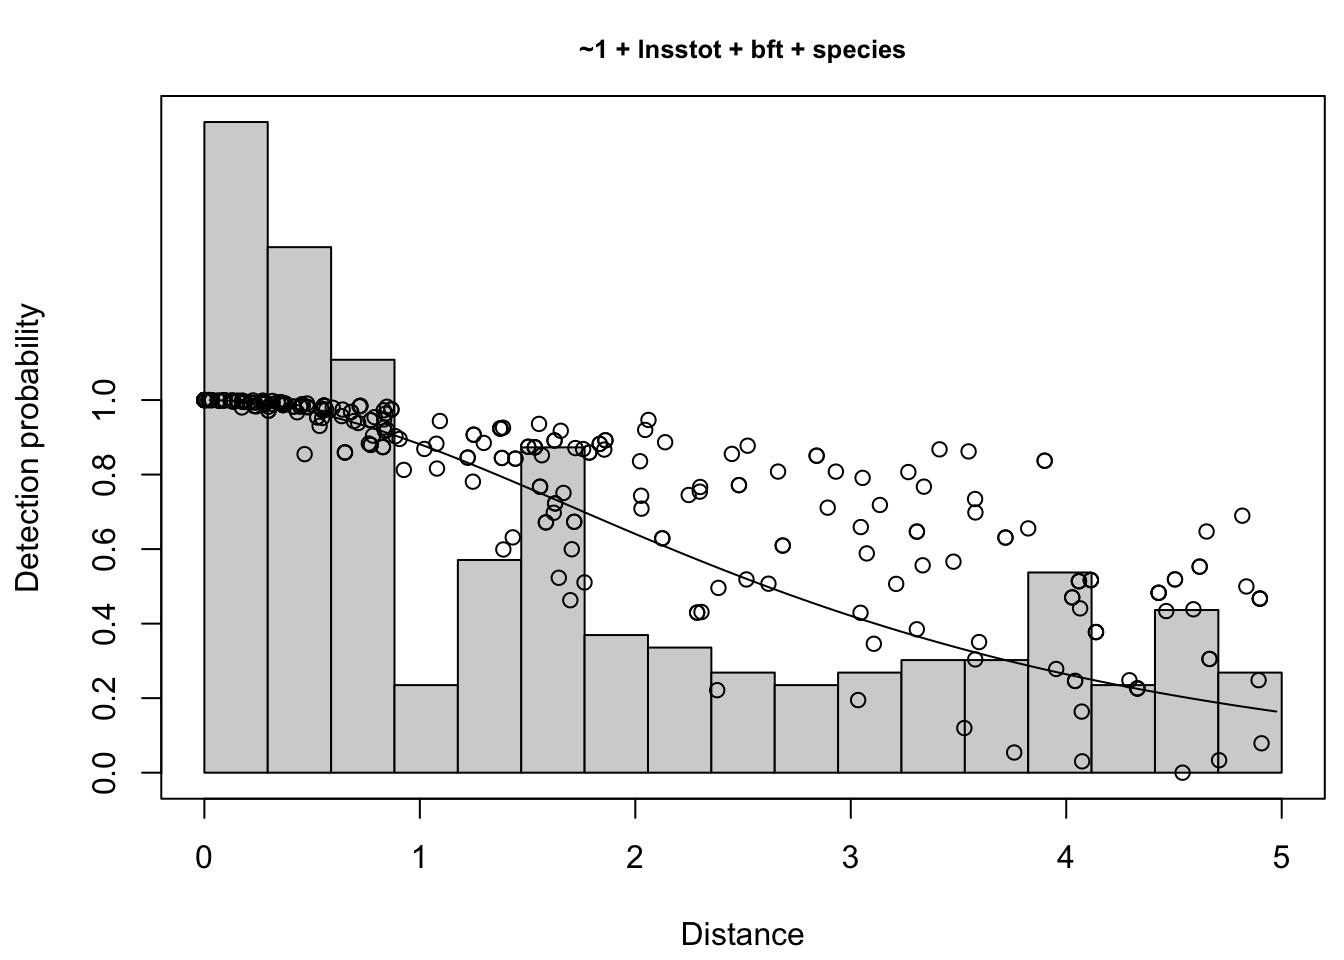 ~1 + lnsstot + bft + species
Detection probability
1.0
0.8
0.6
0.4
0.2
0.0
0 1 2 3 4 5
Distance